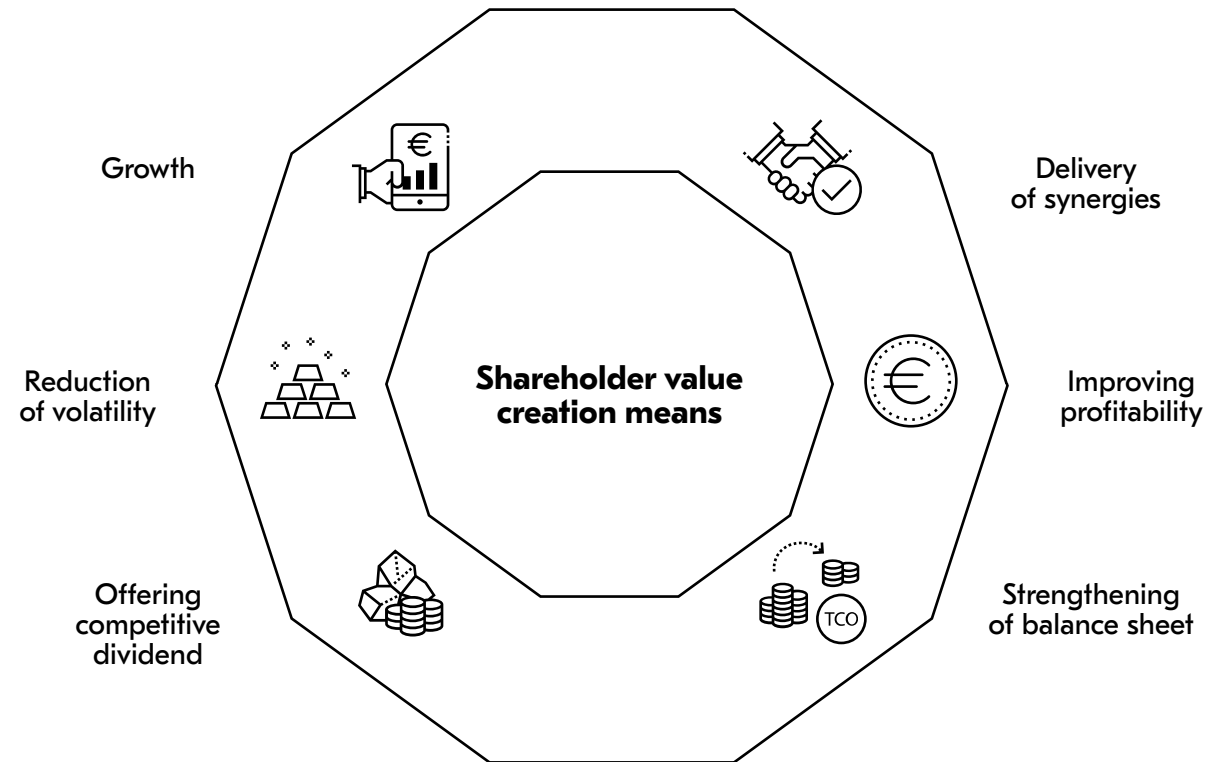 Growth
Delivery
of synergies
Shareholder value
creation means
Reduction
of volatility
Improving
profitability
Offering
competitive
dividend
Strengthening
of balance sheet
TCO
€
€